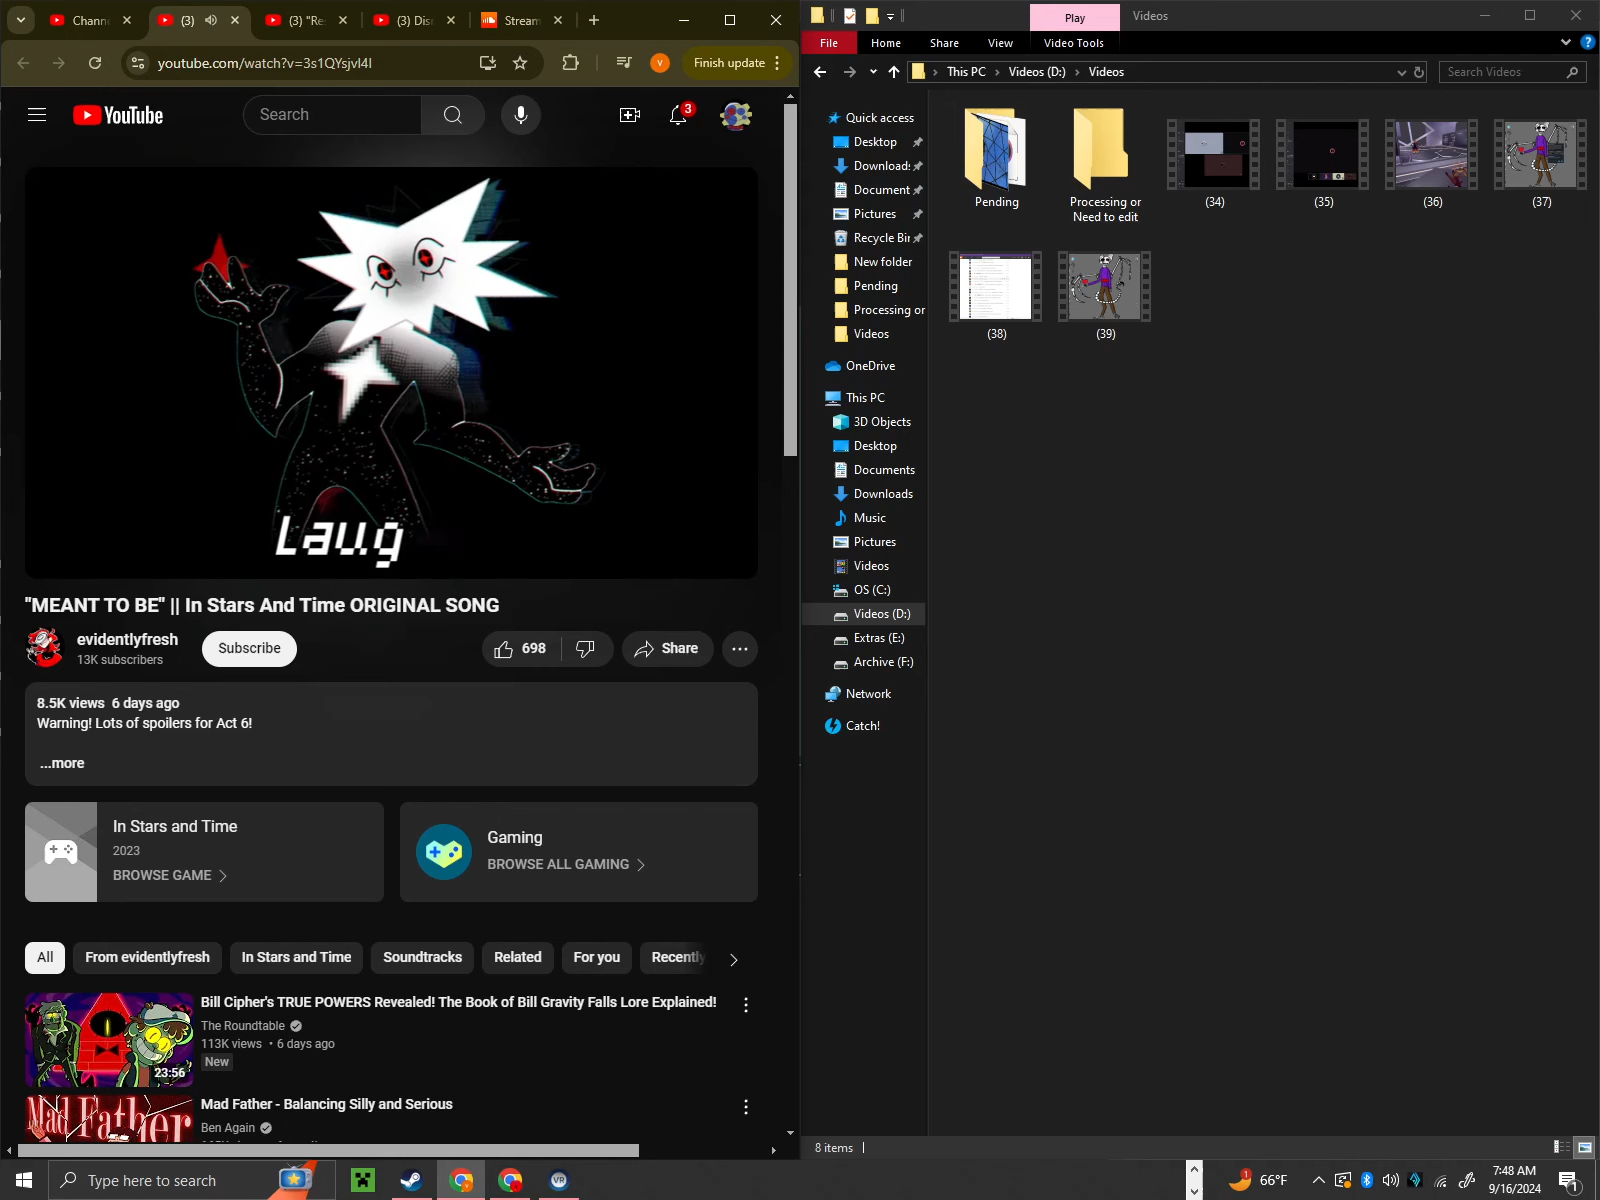 Chann
(3)
(3) "Re
(3) Dis
Stream
youtube.com/watch?v=3s1QYsjvl4I
V
Finish update
YouTube
Search
3
Laug
"MEANT TO BE" || In Stars And Time ORIGINAL SONG
evidentlyfresh
13K subscribers
Subscribe
698
Share
8.5K views 6 days ago
Warning! Lots of spoilers for Act 6!
...more
In Stars and Time
2023
BROWSE GAME
Gaming
BROWSE ALL GAMING
All
From evidentlyfresh
In Stars and Time
Soundtracks
Related
For you
Recently
Bill Cipher's TRUE POWERS Revealed! The Book of Bill Gravity Falls Lore Explained!
The Roundtable
113K views • 6 days ago
New
23:56
Mad Father
Mad Father - Balancing Silly and Serious
Ben Again
Play
Videos
File
Home
Share
View
Video Tools
This PC
Videos (D:)
Videos
Search Videos
Quick access
Desktop
Downloads
Document
Pictures
Recycle Bin
New folder
Pending
Processing or
Videos
OneDrive
This PC
3D Objects
Desktop
Documents
Downloads
Music
Pictures
Videos
OS (C:)
Videos (D:)
Extras (E:)
Archive (F:)
Network
Catch!
Pending
Processing or
Need to edit
(34)
(35)
(36)
(37)
(38)
(39)
8 items
Type here to search
VR
1
66°F
7:48 AM
9/16/2024
1